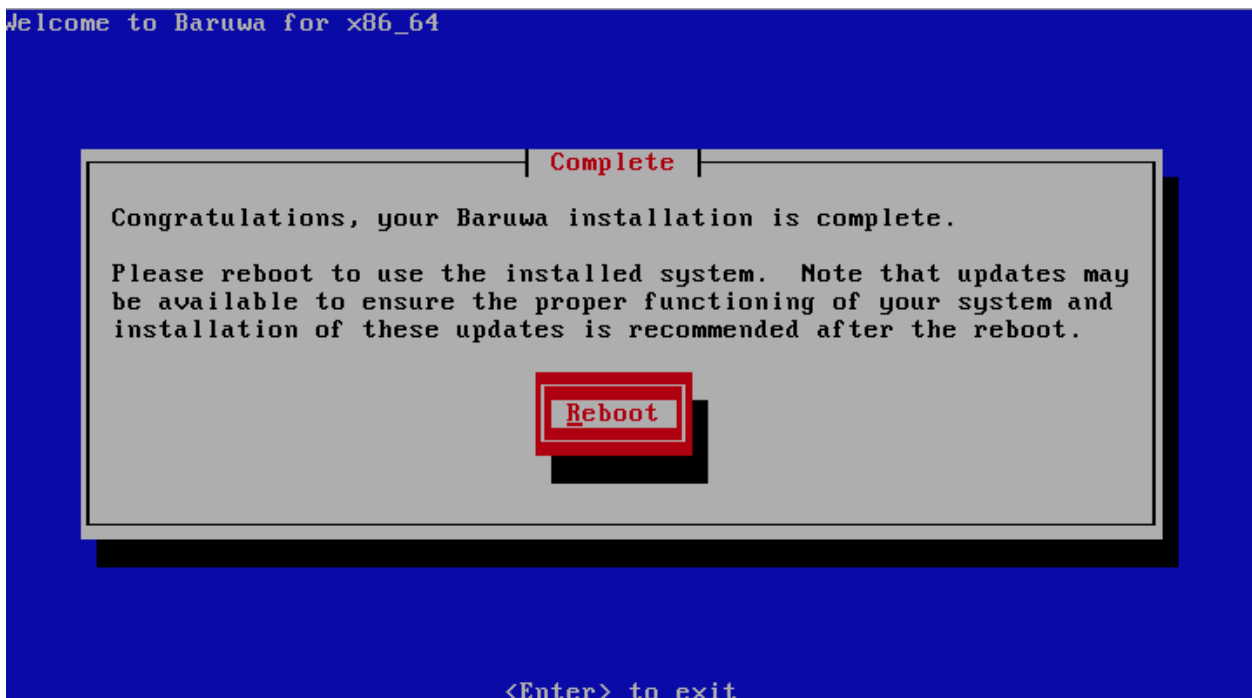 Welcome to Baruwa for x86_64
Complete
Congratulations, your Baruwa installation is complete.
Please reboot to use the installed system.  Note that updates may
be available to ensure the proper functioning of your system and
installation of these updates is recommended after the reboot.
Reboot
<Enter> to exit